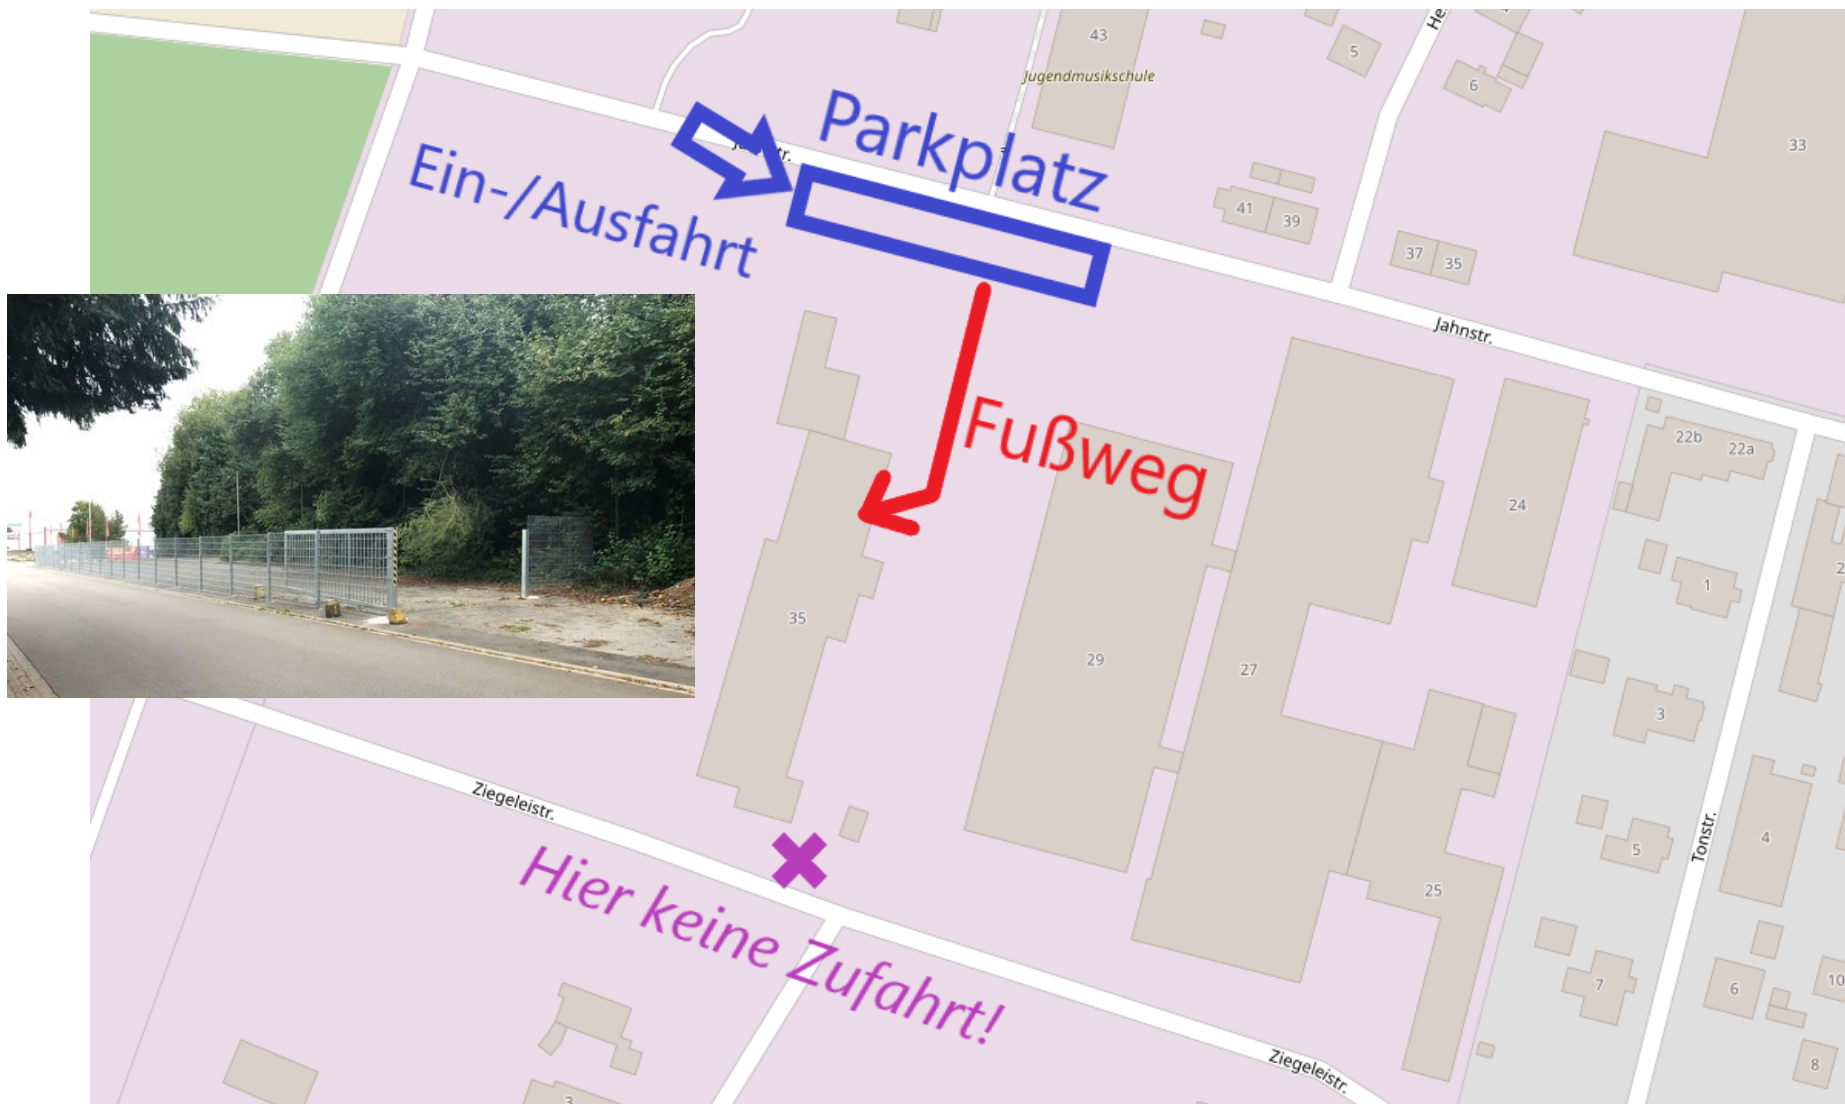 43
Jugendmusikschule
5
6
33
Parkplatz
Ein-/Ausfahrt
41
39
37
35
Jahnstr.
Fußweg
22b
22a
24
1
35
29
27
3
Ziegeleistr.
Tonstr.
4
5
25
Hier keine Zufahrt!
7
6
10
8
Ziegeleistr.